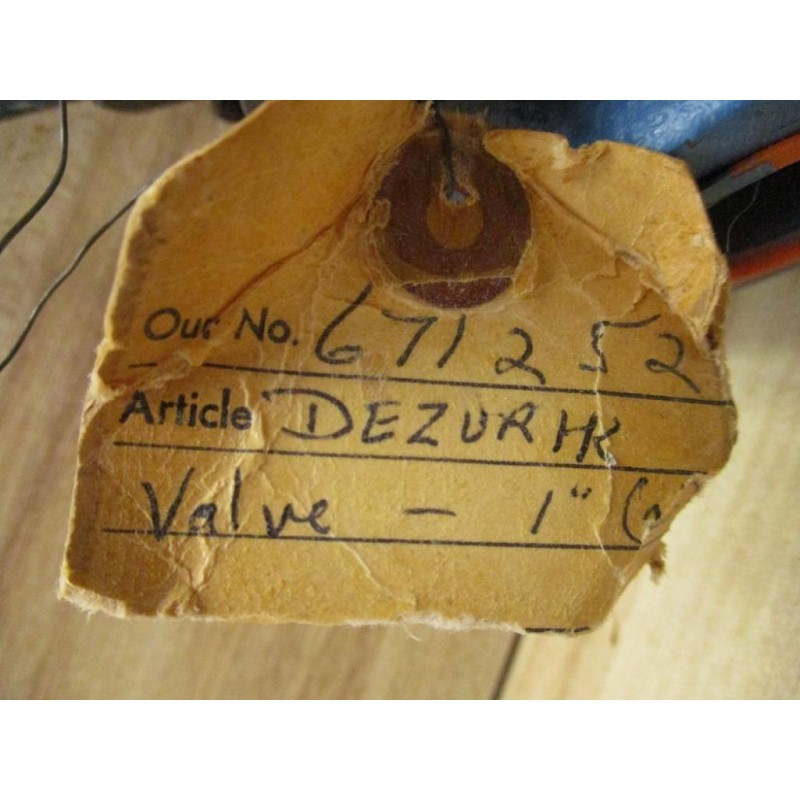 Our No. 671252
Article DEZURIK
Valve - 1"